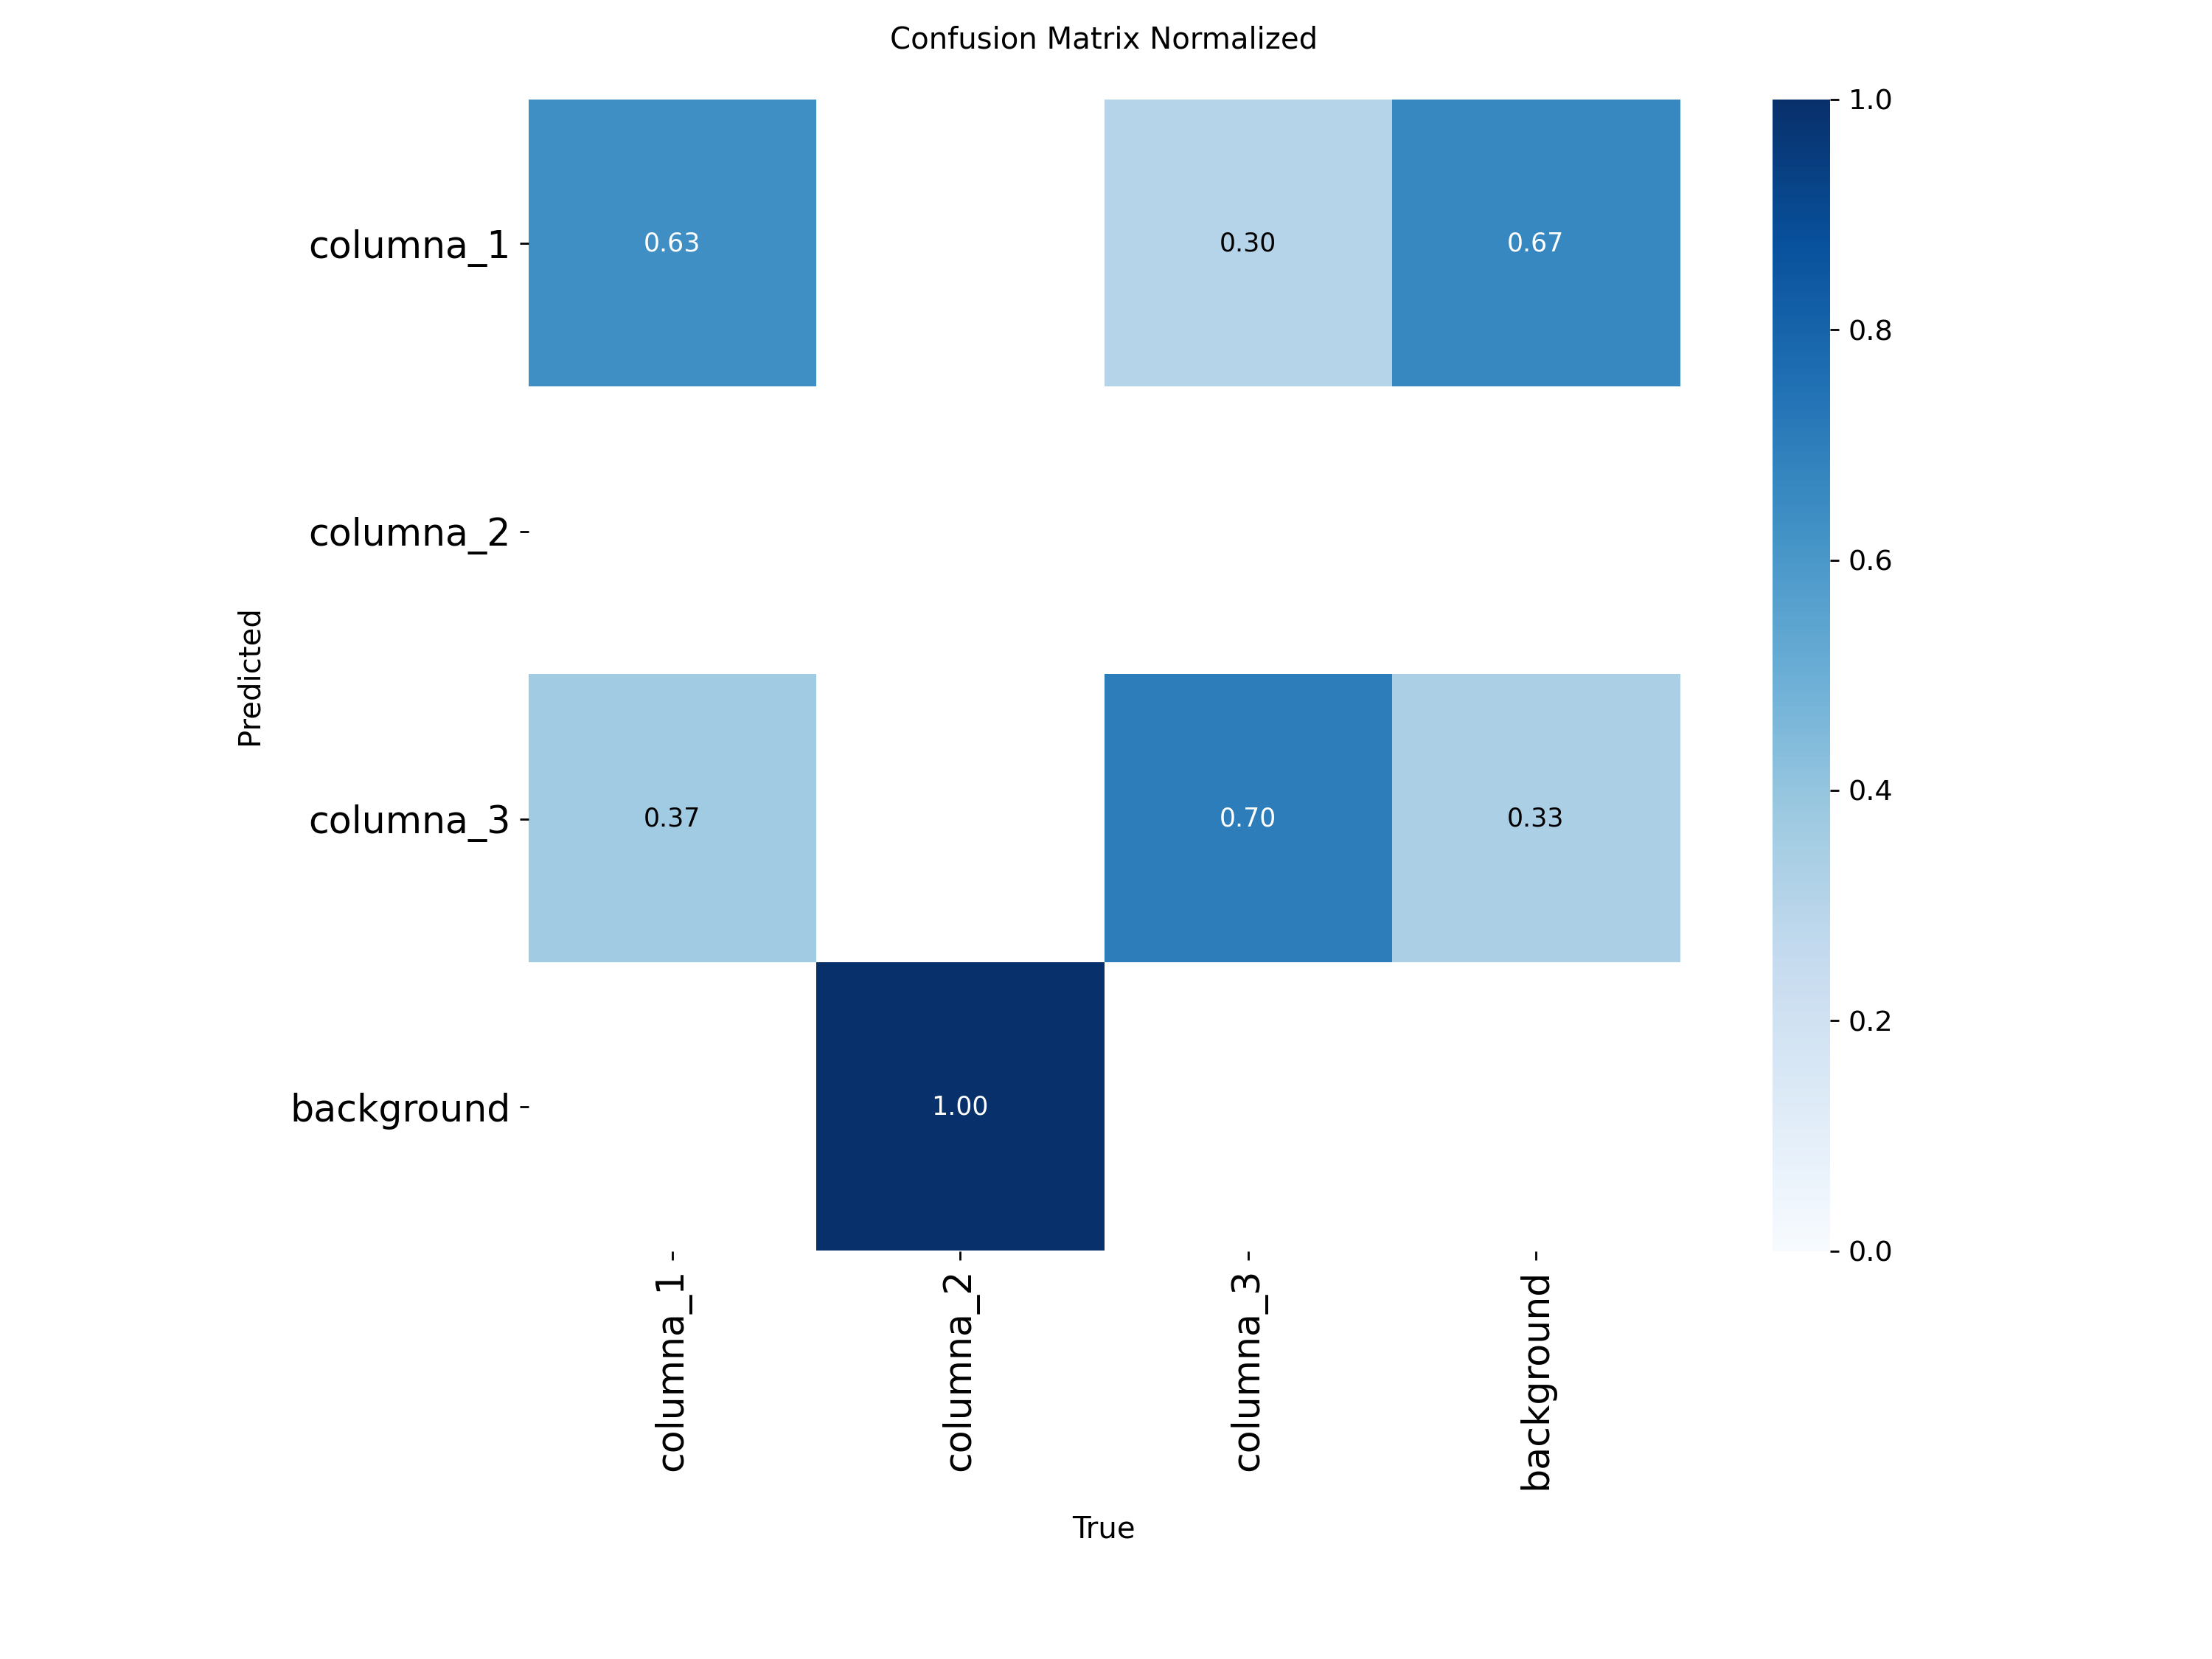 Confusion Matrix Normalized
columna_1
0.63
0.30
0.67
columna_2
columna_3
0.37
0.70
0.33
background
1.00
Predicted
columna_1
columna_2
columna_3
background
True
1.0
0.8
0.6
0.4
0.2
0.0